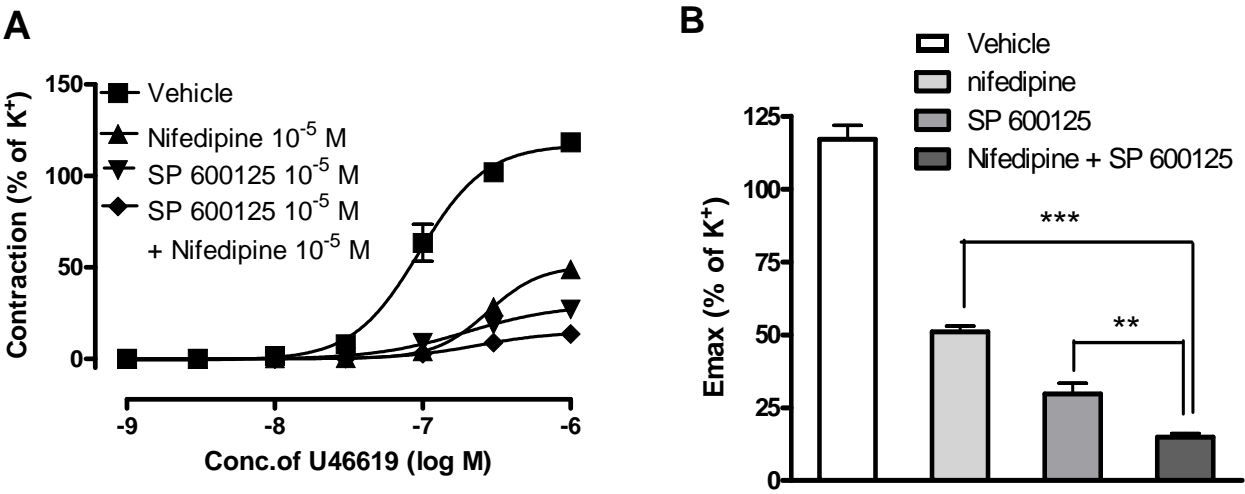 A
Contraction (% of K⁺)
150
100
50
0
Vehicle
Nifedipine 10⁻⁵ M
SP 600125 10⁻⁵ M
SP 600125 10⁻⁵ M
+ Nifedipine 10⁻⁵ M
-9 -8 -7 -6
Conc.of U46619 (log M)
B
Vehicle
nifedipine
SP 600125
Nifedipine + SP 600125
Emax (% of K⁺)
125
100
75
50
25
0
***
**